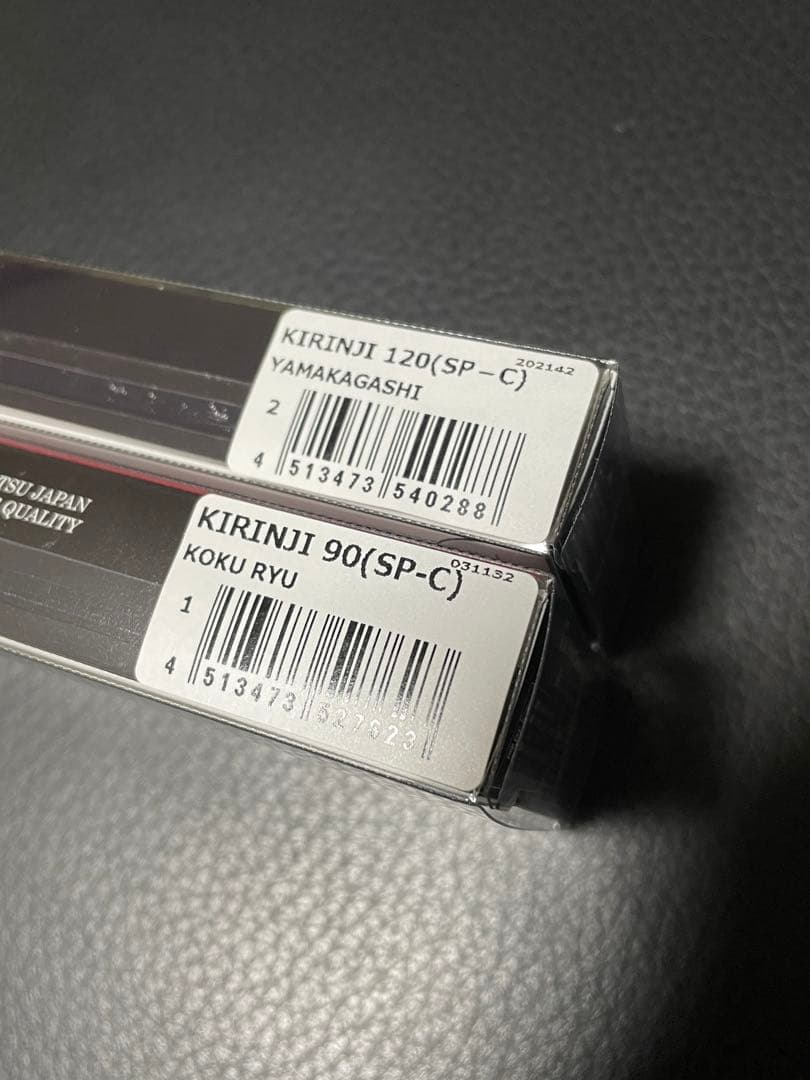 KIRINJI 120(SP-C)
202142
YAMAKAGASHI
2
4 513473 540288
TSU JAPAN
QUALITY
KIRINJI 90(SP-C)
031132
KOKU RYU
1
4 513473 527623